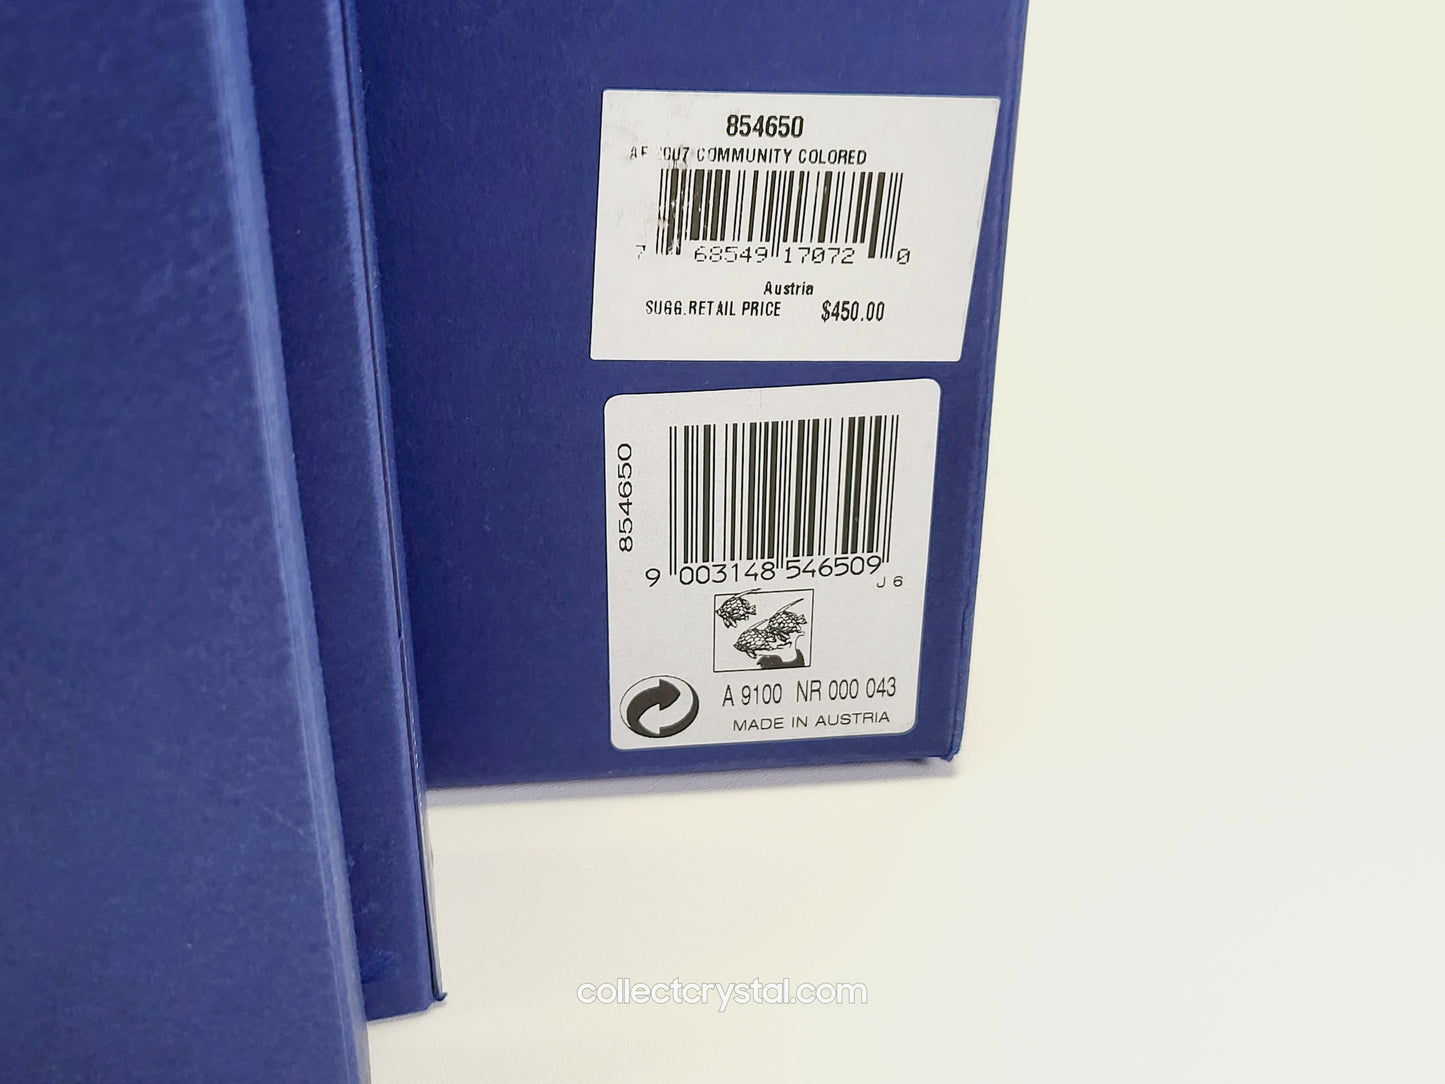 854650
2007 COMMUNITY COLORED
7 68549 17072 0
Austria
SUGG.RETAIL PRICE $450.00
854650
9 003148 546509
J 6
A 9100 NR 000 043
MADE IN AUSTRIA
collectcrystal.com